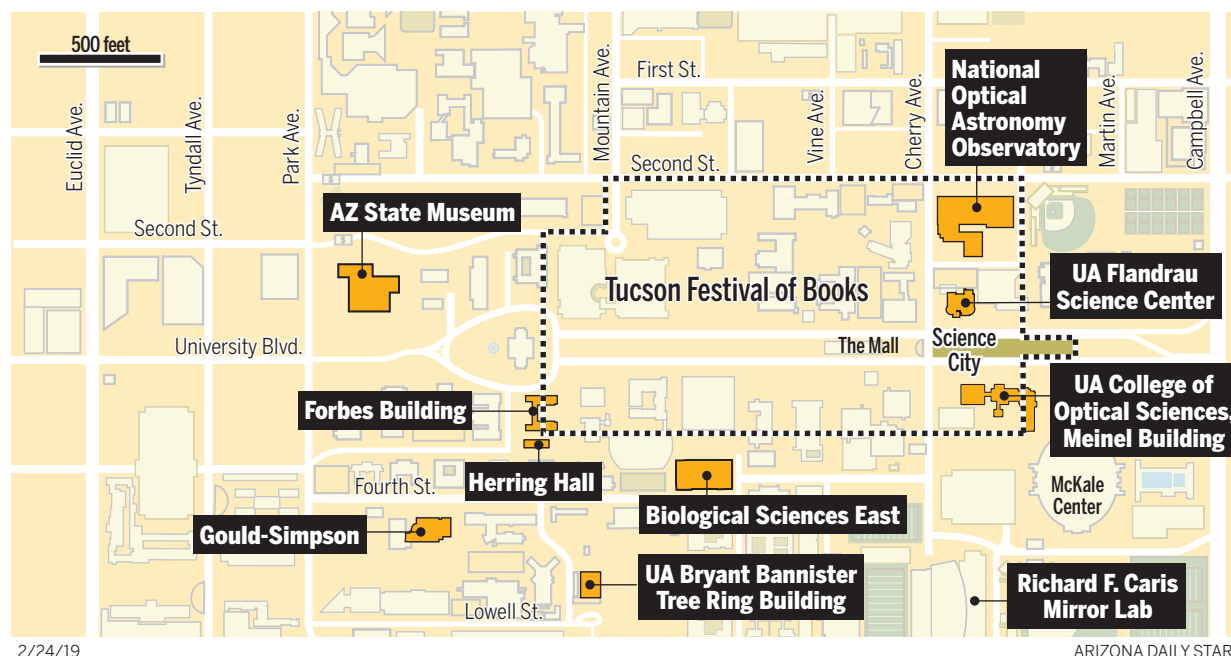 500 feet
Euclid Ave.
Tyndall Ave.
Park Ave.
Mountain Ave.
First St.
Vine Ave.
Cherry Ave.
National
Optical
Astronomy
Observatory
Martin Ave.
Campbell Ave.
Second St.
AZ State Museum
Second St.
Tucson Festival of Books
UA Flandrau
Science Center
University Blvd.
The Mall
Science
City
Forbes Building
UA College of
Optical Sciences,
Meinel Building
Herring Hall
Fourth St.
McKale
Center
Biological Sciences East
Gould-Simpson
UA Bryant Bannister
Tree Ring Building
Richard F. Caris
Mirror Lab
Lowell St.
2/24/19
ARIZONA DAILY STAR